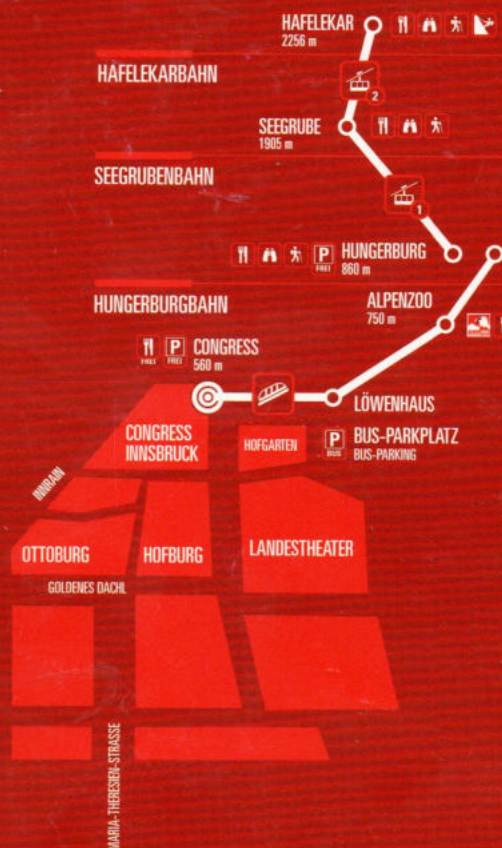 HAFELEKAR
2256 m
HAFELEKARBAHN
2
SEEGRUBE
1905 m
SEEGRUBENBAHN
1
P HUNGERBURG
FREI 860 m
HUNGERBURGBAHN
ALPENZOO
750 m
P CONGRESS
FREI FREI 560 m
LÖWENHAUS
CONGRESS
INNSBRUCK
HOFGARTEN
P BUS-PARKPLATZ
BUS BUS-PARKING
INNRAIN
OTTOBURG
HOFBURG
LANDESTHEATER
GOLDENES DACHL
MARIA-THERESIEN-STRASSE